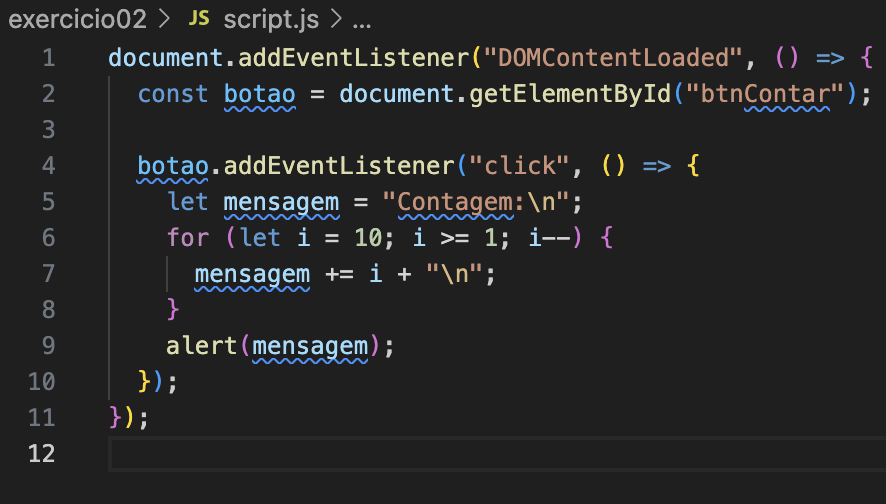 exercicio02 > JS script.js > ...
1 document.addEventListener("DOMContentLoaded", () => {
2   const botao = document.getElementById("btnContar");
3
4   botao.addEventListener("click", () => {
5     let mensagem = "Contagem:\n";
6     for (let i = 10; i >= 1; i--) {
7       mensagem += i + "\n";
8     }
9     alert(mensagem);
10   });
11 });
12